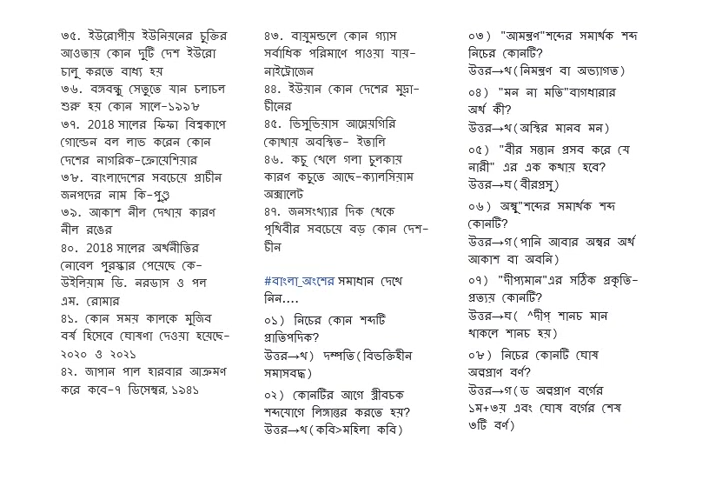 ৩৫. ইউরোপীয় ইউনিয়নের চুক্তির
আওতায় কোন দুটি দেশ ইউরো
চালু করতে বাধ্য হয়
৩৬. বঙ্গবন্ধু সেতুতে যান চলাচল
শুরু হয় কোন সালে–১৯৯৮
৩৭. 2018 সালের ফিফা বিশ্বকাপে
গোল্ডেন বল লাভ করেন কোন
দেশের নাগরিক–ক্রোয়েশিয়ার
৩৮. বাংলাদেশের সবচেয়ে প্রাচীন
জনপদের নাম কি–পুণ্ড্র
৩৯. আকাশ নীল দেখায় কারণ
নীল রঙের
৪০. 2018 সালের অর্থনীতির
নোবেল পুরস্কার পেয়েছে কে–
উইলিয়াম ডি. নরডাস ও পল
এম. রোমার
৪১. কোন সময় কালকে মুজিব
বর্ষ হিসেবে ঘোষণা দেওয়া হয়েছে–
২০২০ ও ২০২১
৪২. জাপান পাল হারবার আক্রমণ
করে কবে–৭ ডিসেম্বর, ১৯৪১
৪৩. বায়ুমন্ডলে কোন গ্যাস
সর্বাধিক পরিমাণে পাওয়া যায়–
নাইট্রোজেন
৪৪. ইউয়ান কোন দেশের মুদ্রা–
চীনের
৪৫. ভিসুভিয়াস আগ্নেয়গিরি
কোথায় অবস্থিত– ইতালি
৪৬. কচু খেলে গলা চুলকায়
কারণ কচুতে আছে–ক্যালসিয়াম
অক্সালেট
৪৭. জনসংখ্যার দিক থেকে
পৃথিবীর সবচেয়ে বড় কোন দেশ–
চীন
#বাংলা_অংশের সমাধান দেখে
নিন....
০১) নিচের কোন শব্দটি
প্রাতিপদিক?
উত্তর→থ) দম্পতি(বিভক্তিহীন
সমাসবদ্ধ)
০২) কোনটির আগে স্ত্রীবচক
শব্দযোগে লিঙ্গান্তর করতে হয়?
উত্তর→থ(কবি>মহিলা কবি)
০৩) "আমন্ত্রণ"শব্দের সমার্থক শব্দ
নিচের কোনটি?
উত্তর→থ(নিমন্ত্রণ বা অভ্যাগত)
০৪) "মন না মতি"বাগধারার
অর্থ কী?
উত্তর→থ(অস্থির মানব মন)
০৫) "বীর সন্তান প্রসব করে যে
নারী" এর এক কথায় হবে?
উত্তর→ঘ(বীরপ্রসূ)
০৬) অম্বু"শব্দের সমার্থক শব্দ
কোনটি?
উত্তর→গ(পানি আবার অম্বর অর্থ
আকাশ বা অবনি)
০৭) "দীপ্যমান"এর সঠিক প্রকৃতি–
প্রত্যয় কোনটি?
উত্তর→ঘ( ^দীপ্ শানচ মান
থাকলে শানচ হয়)
০৮) নিচের কোনটি ঘোষ
অল্পপ্রাণ বর্ণ?
উত্তর→গ(ড অল্পপ্রাণ বর্গের
১ম+৩য় এবং ঘোষ বর্গের শেষ
৩টি বর্ণ)